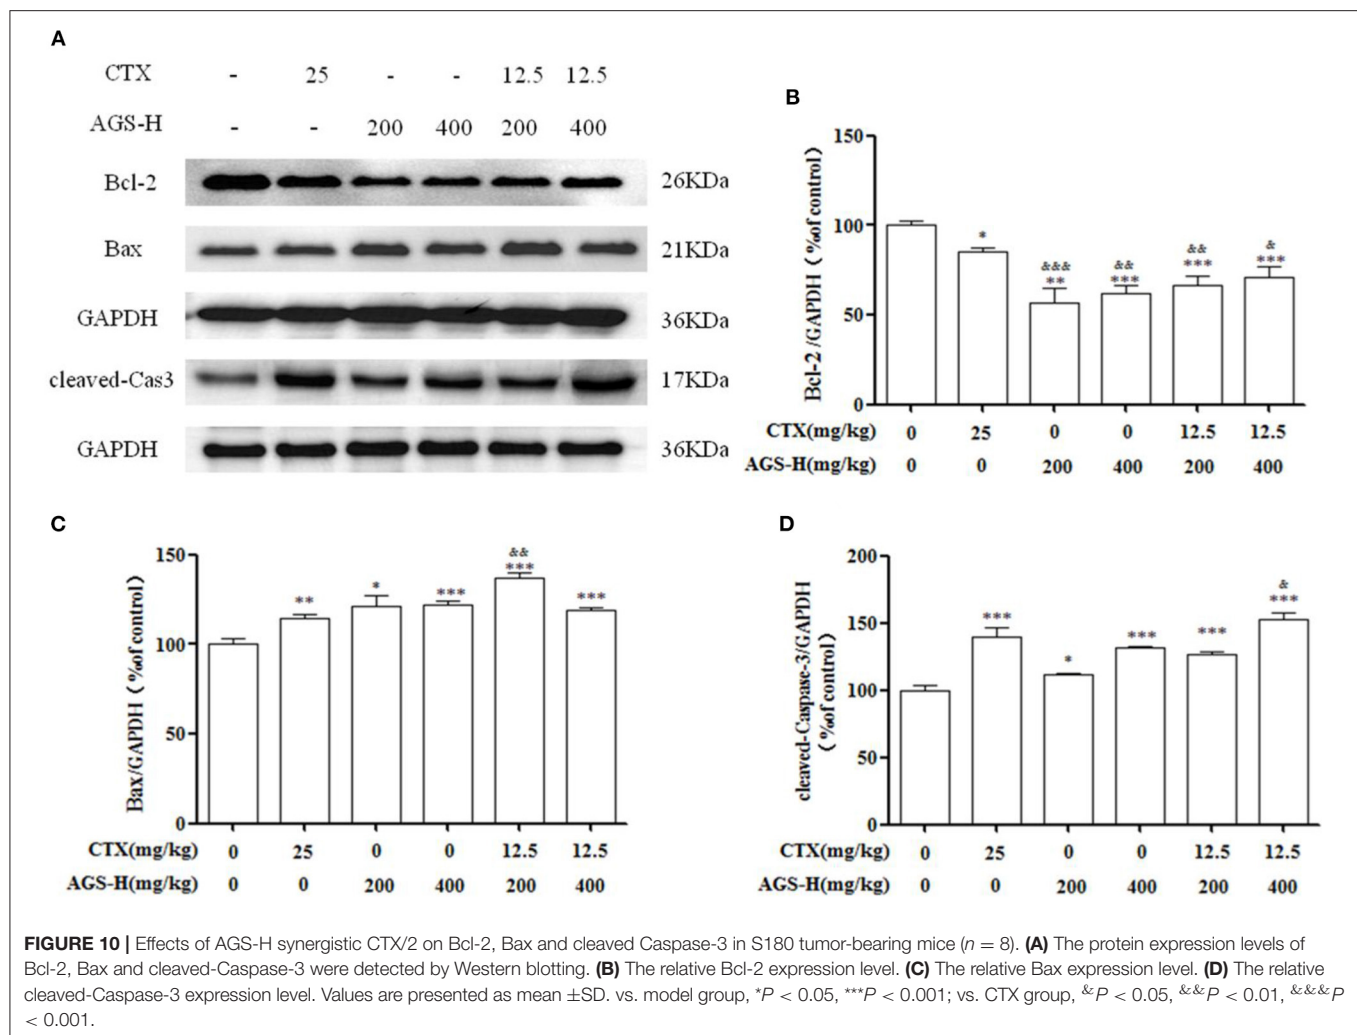 A
CTX - 25 - - 12.5 12.5
AGS-H - - 200 400 200 400
Bcl-2 26KDa
Bax 21KDa
GAPDH 36KDa
cleaved-Cas3 17KDa
GAPDH 36KDa
B
Bcl-2/GAPDH (%of control)
150
100
50
0
*
&&&
**
&&
***
&&
***
&
***
CTX(mg/kg) 0 25 0 0 12.5 12.5
AGS-H(mg/kg) 0 0 200 400 200 400
C
Bax/GAPDH (%of control)
150
100
50
0
**
*
***
&&
***
***
CTX(mg/kg) 0 25 0 0 12.5 12.5
AGS-H(mg/kg) 0 0 200 400 200 400
D
cleaved-Caspase-3/GAPDH
(%of control)
200
150
100
50
0
***
*
***
***
&
***
CTX(mg/kg) 0 25 0 0 12.5 12.5
AGS-H(mg/kg) 0 0 200 400 200 400
FIGURE 10 | Effects of AGS-H synergistic CTX/2 on Bcl-2, Bax and cleaved Caspase-3 in S180 tumor-bearing mice (n = 8). (A) The protein expression levels of
Bcl-2, Bax and cleaved-Caspase-3 were detected by Western blotting. (B) The relative Bcl-2 expression level. (C) The relative Bax expression level. (D) The relative
cleaved-Caspase-3 expression level. Values are presented as mean ±SD. vs. model group, *P < 0.05, ***P < 0.001; vs. CTX group, &P < 0.05, &&P < 0.01, &&&P
< 0.001.